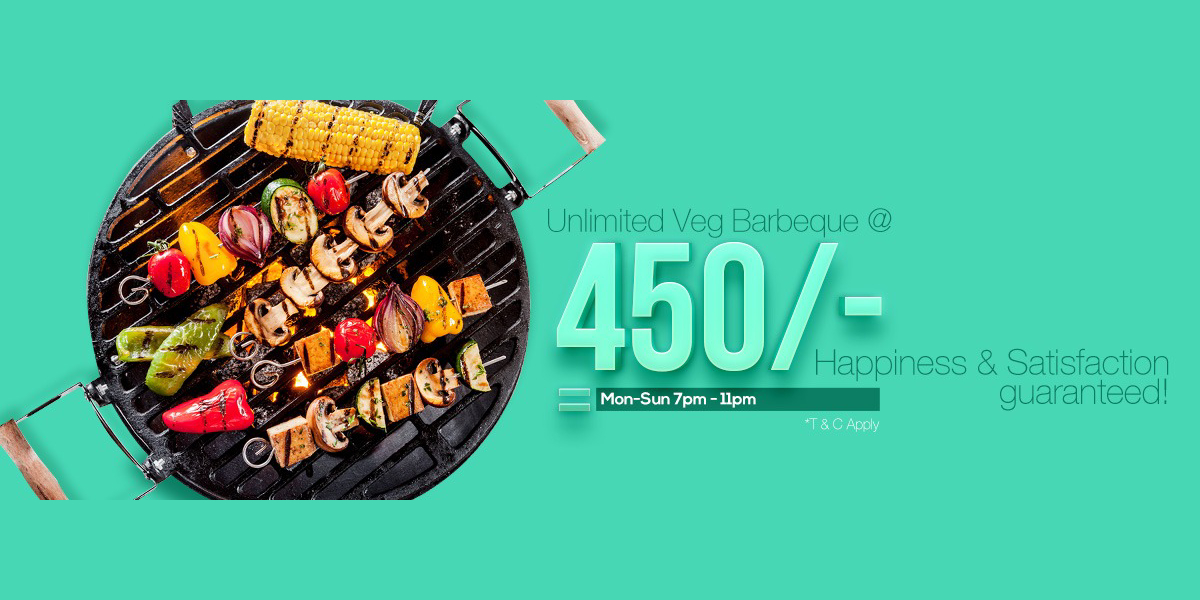 Unlimited Veg Barbeque @
450/-
Happiness & Satisfaction
guaranteed!
Mon-Sun 7pm - 11pm
*T & C Apply